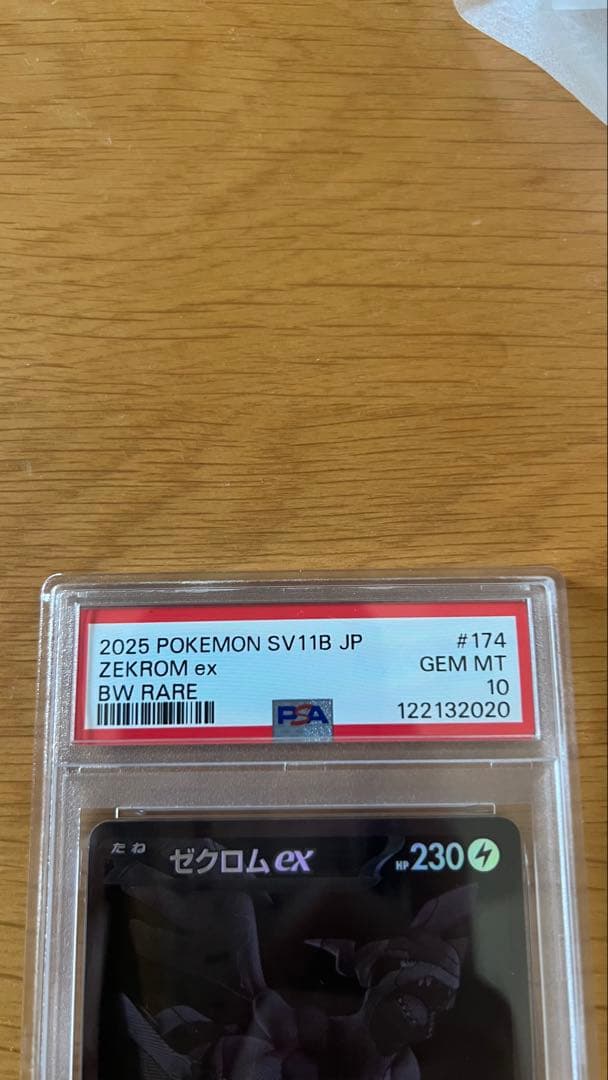 2025 POKEMON SV11B JP #174
ZEKROM ex GEM MT
BW RARE 10
PSA 122132020
たね ゼクロムex HP230